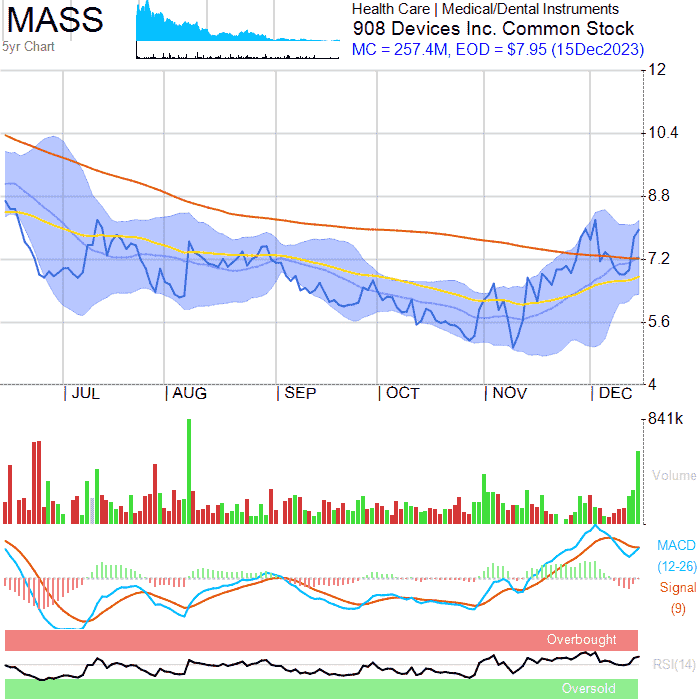 MASS
5yr Chart
Health Care | Medical/Dental Instruments
908 Devices Inc. Common Stock
MC = 257.4M, EOD = $7.95 (15Dec2023)
12
10.4
8.8
7.2
5.6
4
JUL AUG SEP OCT NOV DEC
841k
Volume
MACD
(12-26)
Signal
(9)
Overbought
RSI(14)
Oversold